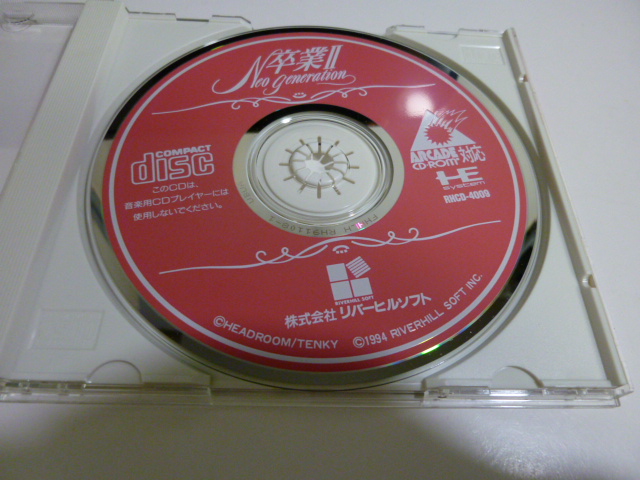 卒業II
Neo generation
COMPACT
disc
このCDは、
音楽用CDプレイヤーには
使用しないでください。
ARCADE
CD-ROM² 対応
HE
SYSTEM
RHCD-4009
RIVERHILL SOFT
株式会社 リバーヒルソフト
©HEADROOM/TENKY ©1994 RIVERHILL SOFT INC.